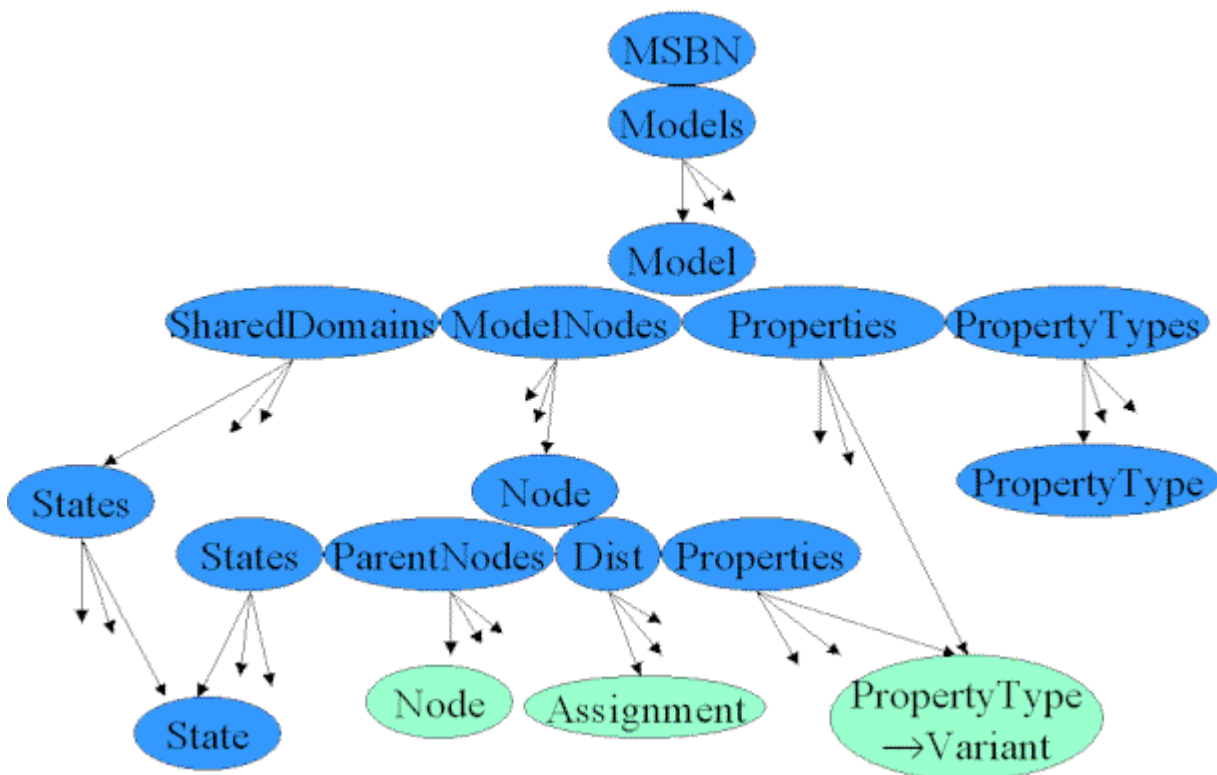 MSBN
Models
Model
SharedDomains ModelNodes Properties PropertyTypes
States Node PropertyType
States ParentNodes Dist Properties
Node Assignment PropertyType
→Variant
State